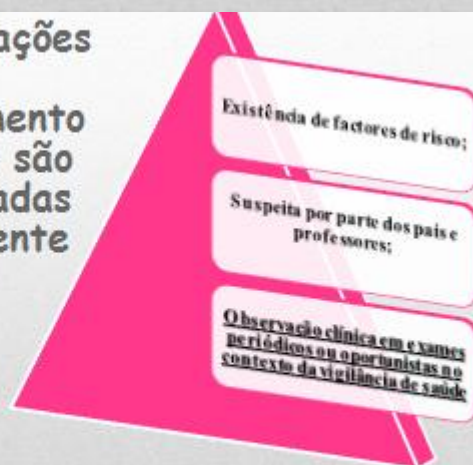 ações
mento
são
adas
ente
Existência de factores de risco;
Suspeita por parte dos pais e
professores;
Observação clínica em exames
periódicos ou oportunistas no
contexto da vigilância de saúde